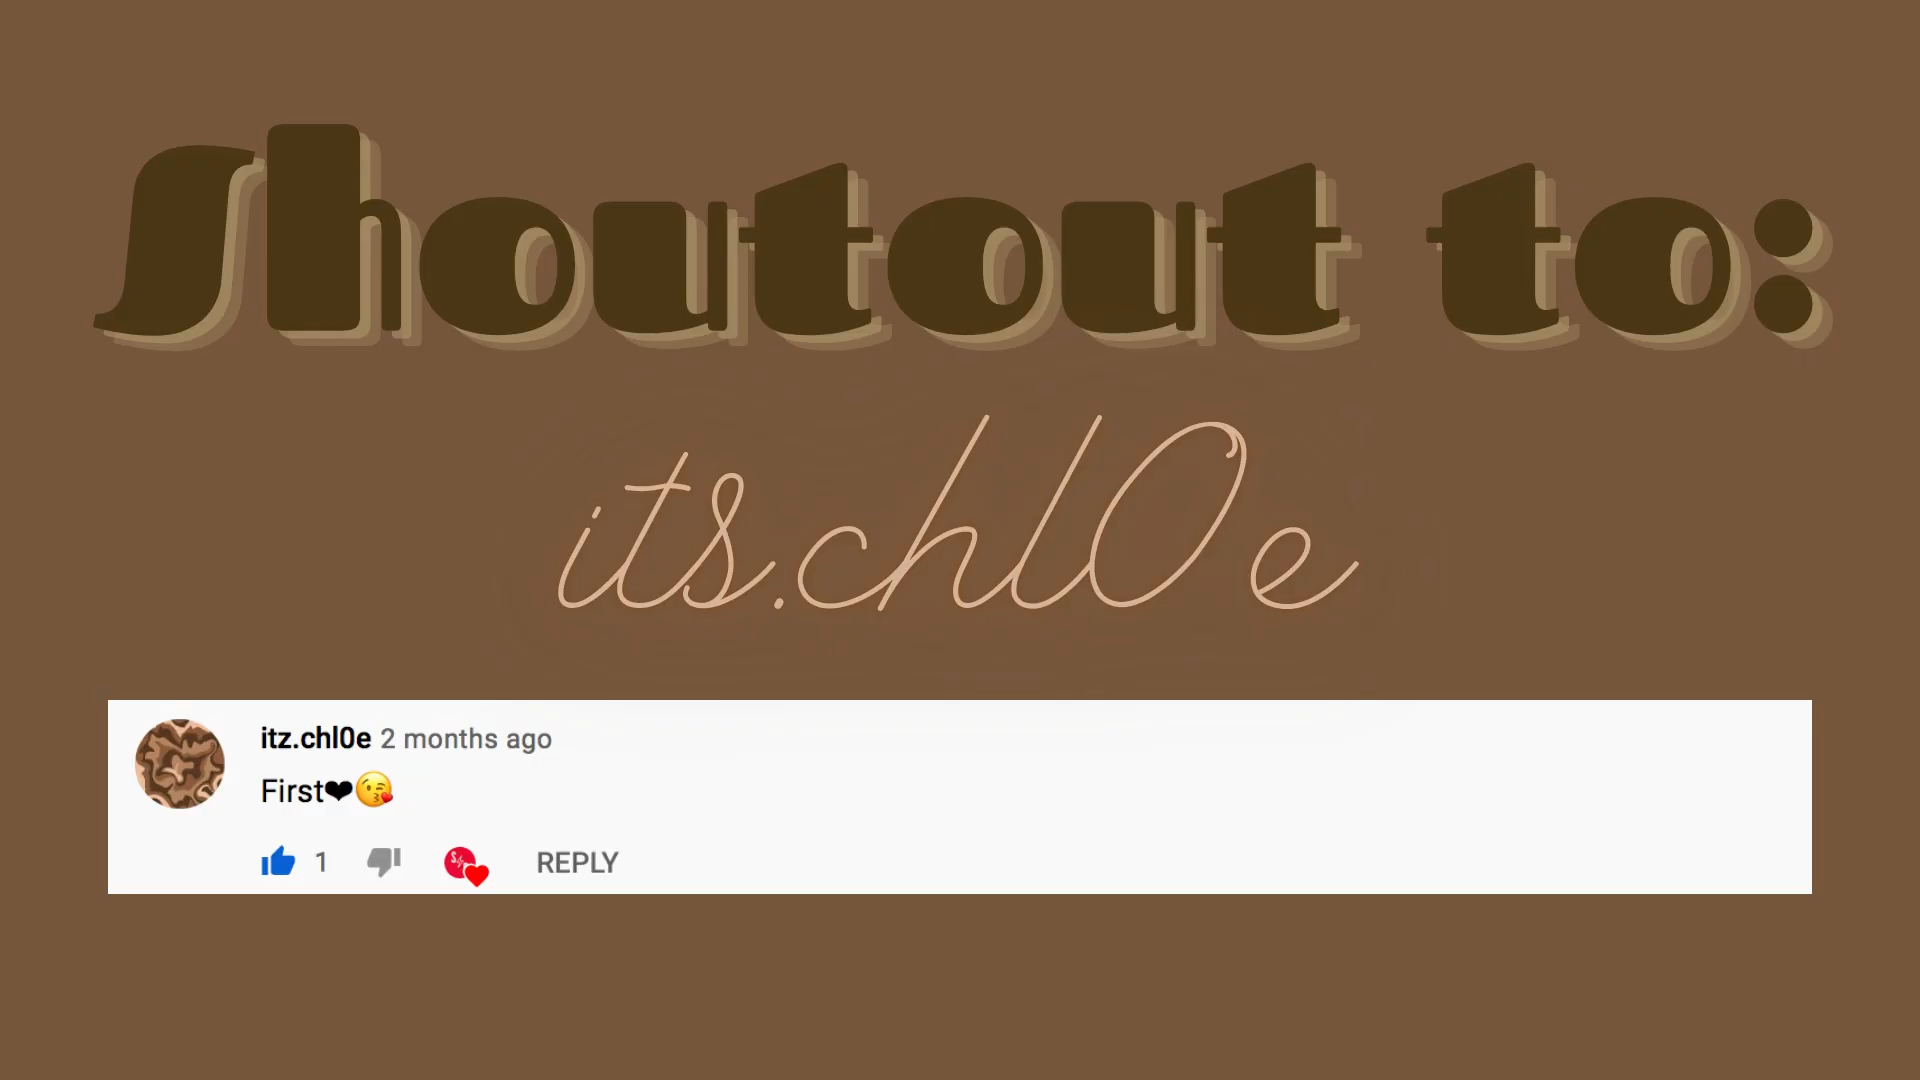 Shoutout to:
its.chl0e
itz.chl0e 2 months ago
First❤😘
1 REPLY